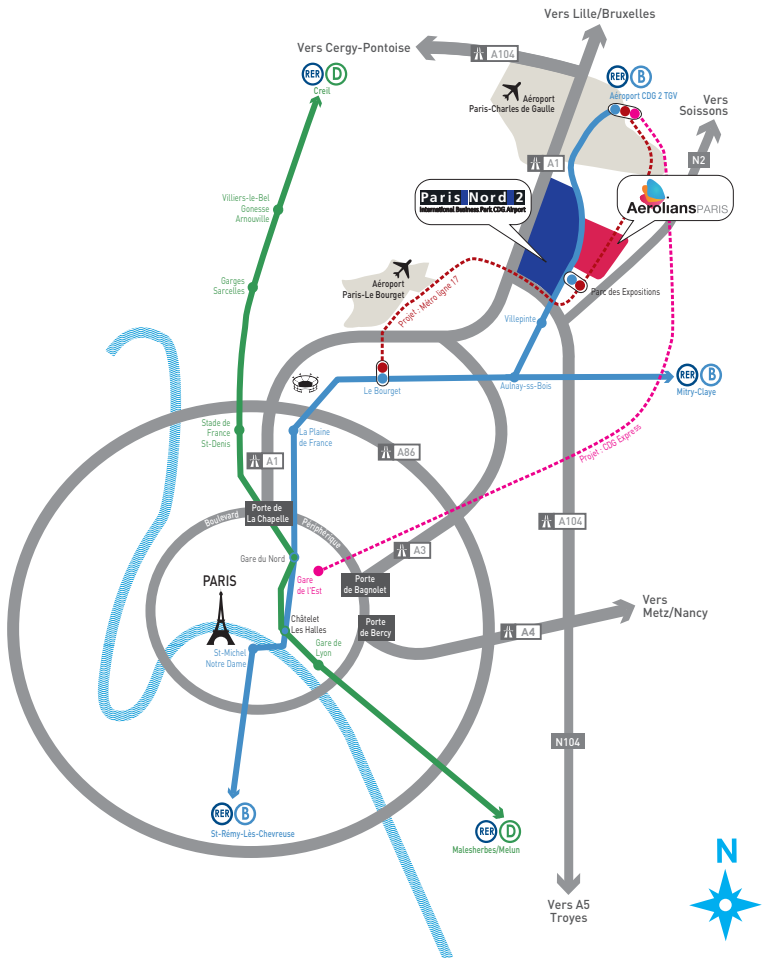 Vers Lille/Bruxelles
Vers Cergy-Pontoise
A104
RER D
Creil
RER B
Aéroport CDG 2 TGV
Aéroport
Paris-Charles de Gaulle
Vers
Soissons
N2
A1
Paris Nord 2
International Business Park CDG Airport
AeroliansPARIS
Villiers-le-Bel
Gonesse
Arnouville
Garges
Sarcelles
Aéroport
Paris-Le Bourget
Projet : Métro ligne 17
Parc des Expositions
Villepinte
Le Bourget
Aulnay-ss-Bois
RER B
Mitry-Claye
Stade de
France
St-Denis
La Plaine
de France
A1
A86
Projet : CDG Express
Porte de
La Chapelle
Boulevard
Périphérique
A104
A3
Gare du Nord
Gare
de l'Est
Porte
de Bagnolet
PARIS
Châtelet
Les Halles
Porte
de Bercy
A4
Vers
Metz/Nancy
Gare de
Lyon
St-Michel
Notre Dame
N104
RER B
St-Rémy-Lès-Chevreuse
RER D
Malesherbes/Melun
N
Vers A5
Troyes